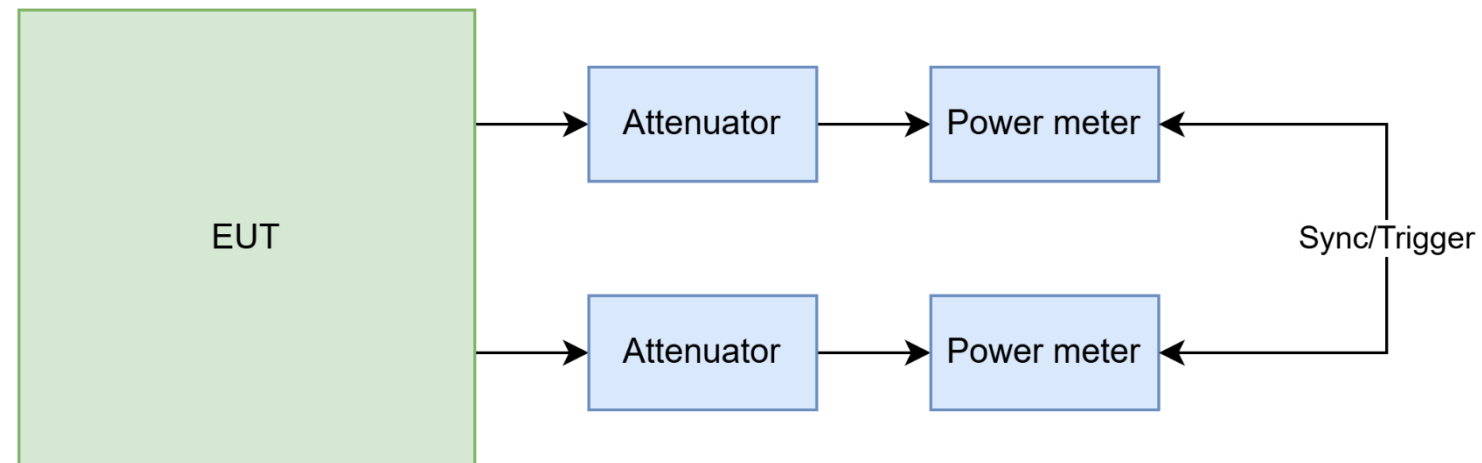 EUT
Attenuator
Power meter
Sync/Trigger
Attenuator
Power meter